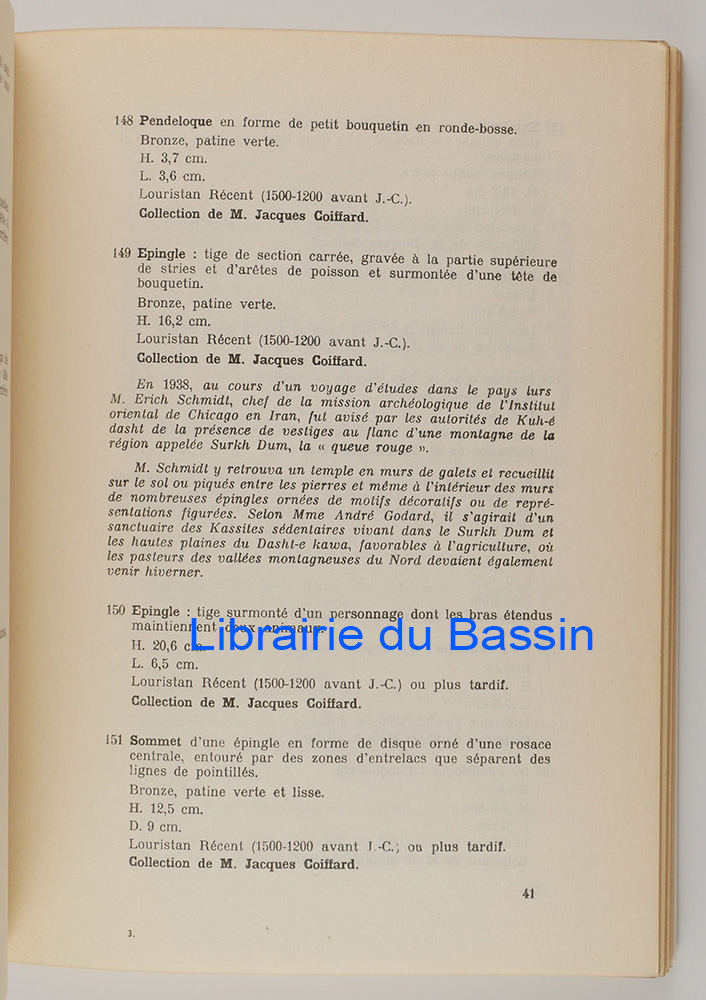 148 Pendeloque en forme de petit bouquetin en ronde-bosse.
Bronze, patine verte.
H. 3,7 cm.
L. 3,6 cm.
Louristan Récent (1500-1200 avant J.-C.).
Collection de M. Jacques Coiffard.
149 Epingle : tige de section carrée, gravée à la partie supérieure
de stries et d'arêtes de poisson et surmontée d'une tête de
bouquetin.
Bronze, patine verte.
H. 16,2 cm.
Louristan Récent (1500-1200 avant J.-C.).
Collection de M. Jacques Coiffard.
En 1938, au cours d'un voyage d'études dans le pays lurs
M. Erich Schmidt, chef de la mission archéologique de l'Institut
oriental de Chicago en Iran, fut avisé par les autorités de Kuh-é
dasht de la présence de vestiges au flanc d'une montagne de la
région appelée Surkh Dum, la « queue rouge ».
M. Schmidt y retrouva un temple en murs de galets et recueillit
sur le sol ou piqués entre les pierres et même à l'intérieur des murs
de nombreuses épingles ornées de motifs décoratifs ou de repré-
sentations figurées. Selon Mme André Godard, il s'agirait d'un
sanctuaire des Kassites sédentaires vivant dans le Surkh Dum et
les hautes plaines du Dasht-e kawa, favorables à l'agriculture, où
les pasteurs des vallées montagneuses du Nord devaient également
venir hiverner.
150 Epingle : tige surmonté d'un personnage dont les bras étendus
maintiennent deux animaux.
Librairie du Bassin
H. 20,6 cm.
L. 6,5 cm.
Louristan Récent (1500-1200 avant J.-C.) ou plus tardif.
Collection de M. Jacques Coiffard.
151 Sommet d'une épingle en forme de disque orné d'une rosace
centrale, entouré par des zones d'entrelacs que séparent des
lignes de pointillés.
Bronze, patine verte et lisse.
H. 12,5 cm.
D. 9 cm.
Louristan Récent (1500-1200 avant J.-C.; ou plus tardif.
Collection de M. Jacques Coiffard.
41
3.